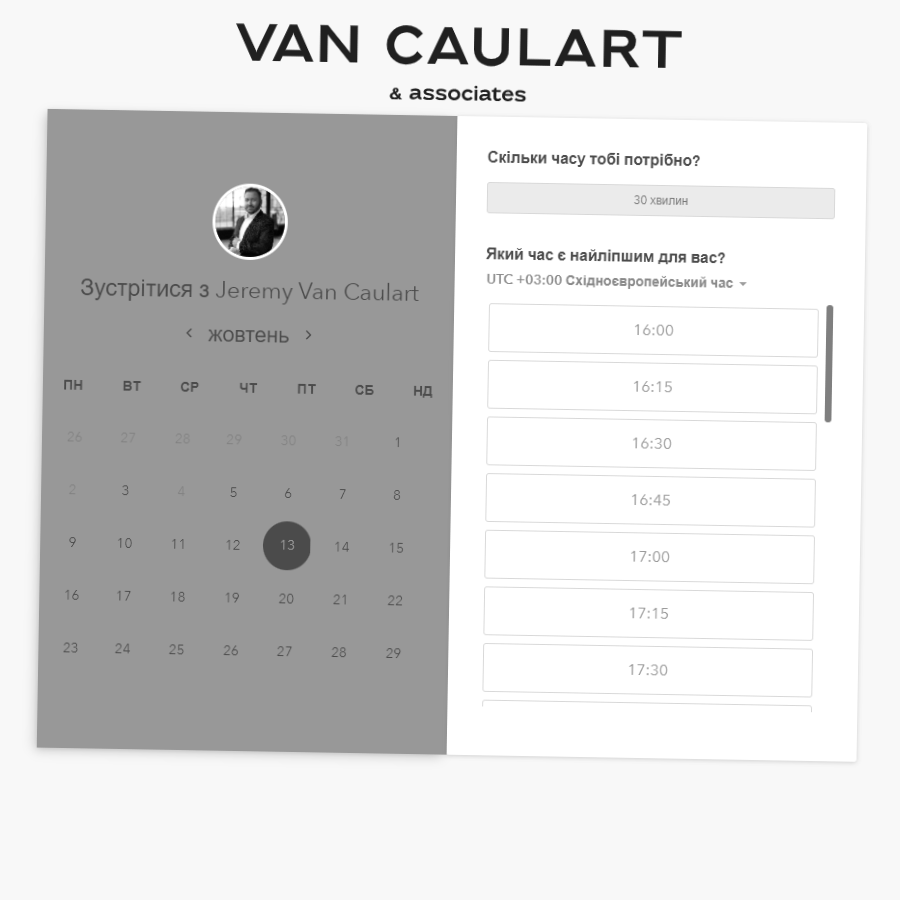 VAN CAULART
& associates
Зустрітися з Jeremy Van Caulart
жовтень
ПН ВТ СР ЧТ ПТ СБ НД
26 27 28 29 30 31 1
2 3 4 5 6 7 8
9 10 11 12 13 14 15
16 17 18 19 20 21 22
23 24 25 26 27 28 29
Скільки часу тобі потрібно?
30 хвилин
Який час є найліпшим для вас?
UTC +03:00 Східноєвропейський час
16:00
16:15
16:30
16:45
17:00
17:15
17:30